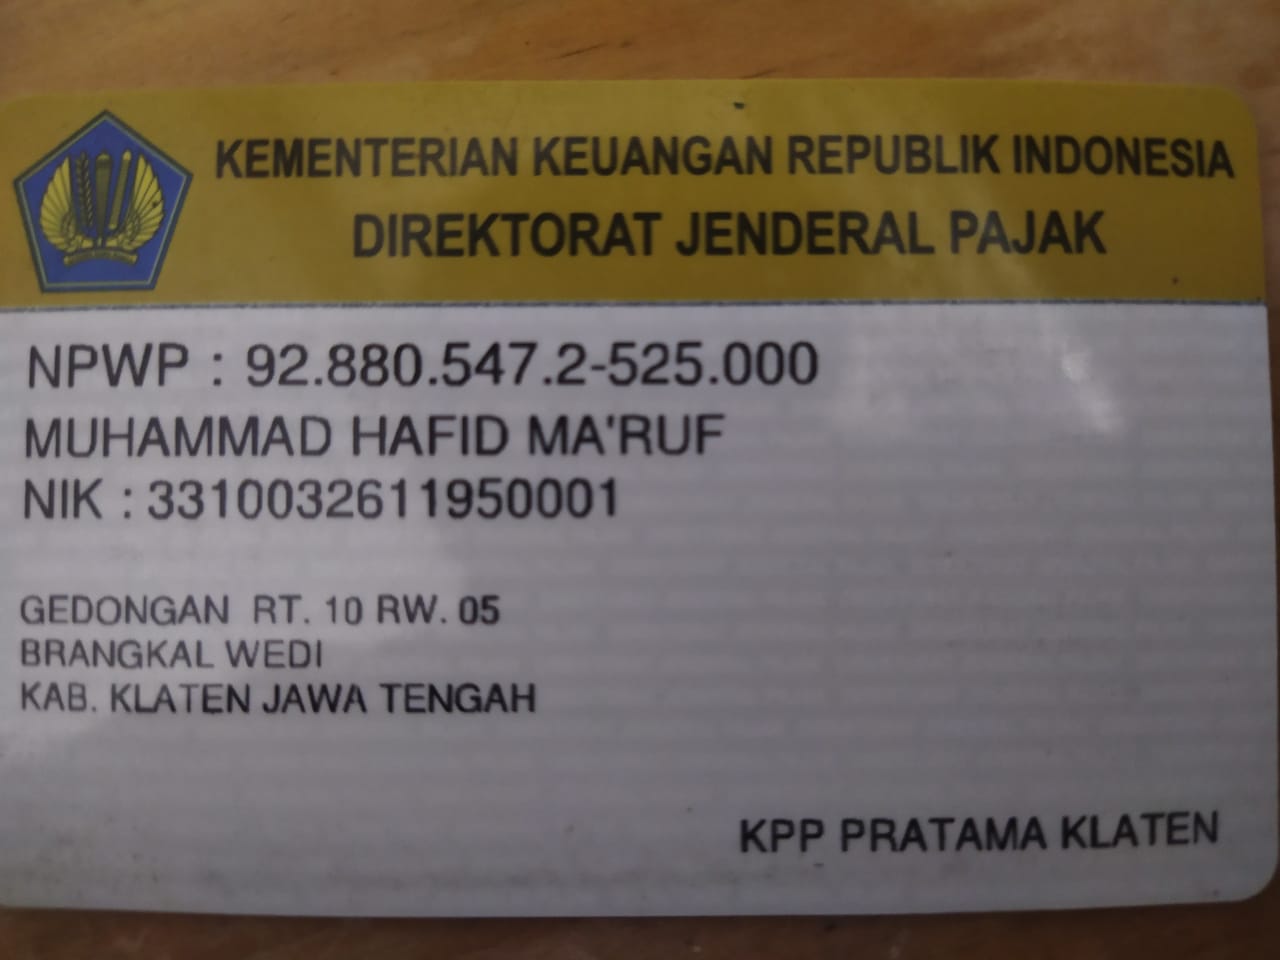 KEMENTERIAN KEUANGAN REPUBLIK INDONESIA
DIREKTORAT JENDERAL PAJAK
NPWP : 92.880.547.2-525.000
MUHAMMAD HAFID MA'RUF
NIK : 3310032611950001
GEDONGAN RT. 10 RW. 05
BRANGKAL WEDI
KAB. KLATEN JAWA TENGAH
KPP PRATAMA KLATEN